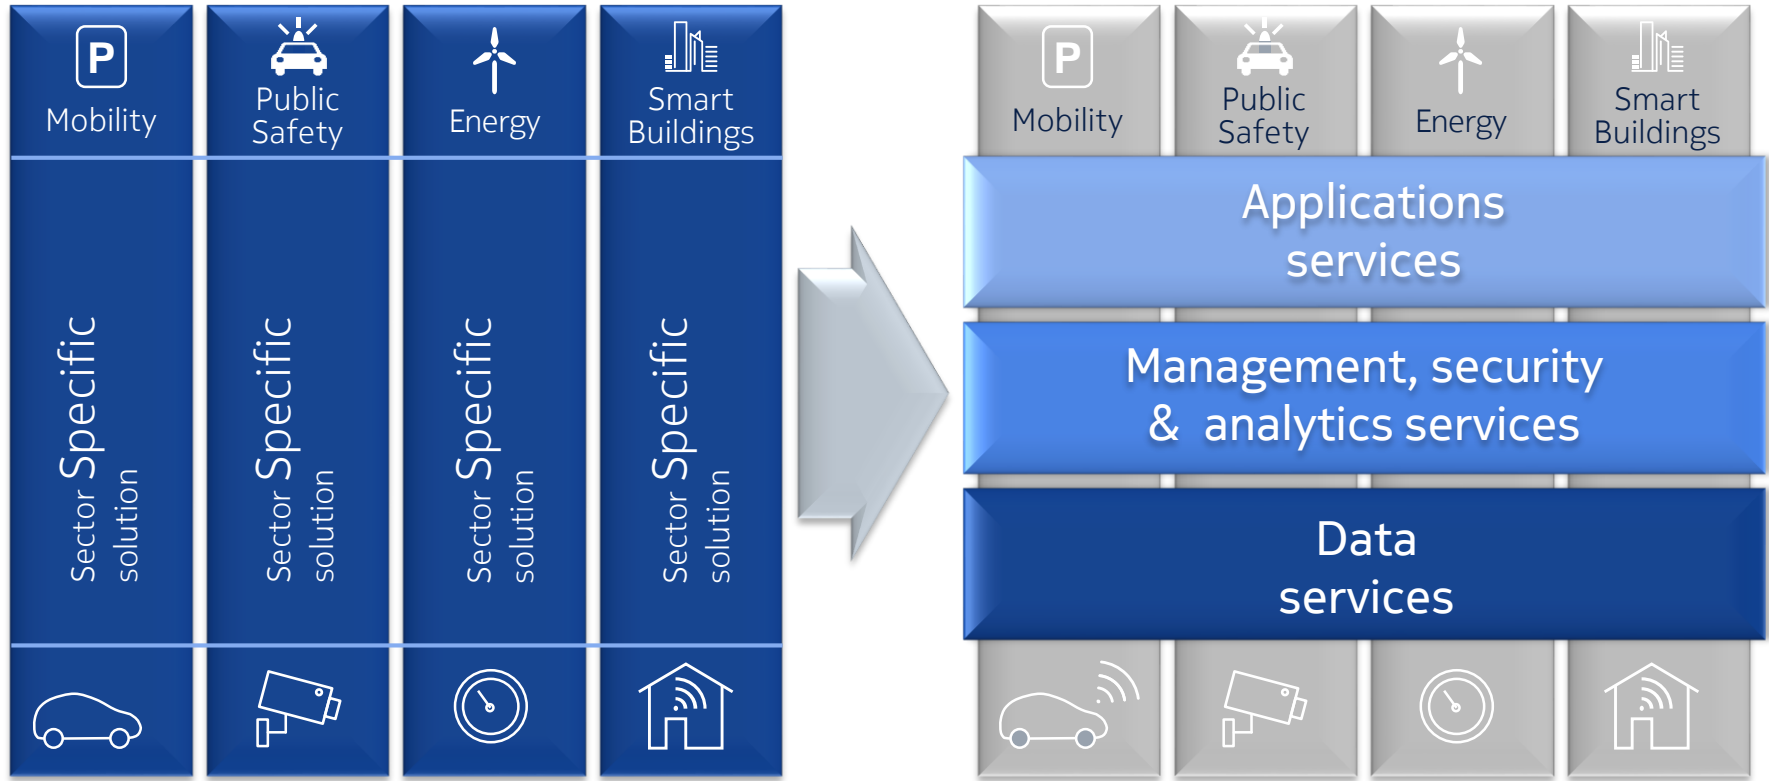 P
Mobility
Public
Safety
Energy
Smart
Buildings
Sector Specific
solution
Sector Specific
solution
Sector Specific
solution
Sector Specific
solution
P
Mobility
Public
Safety
Energy
Smart
Buildings
Applications
services
Management, security
& analytics services
Data
services